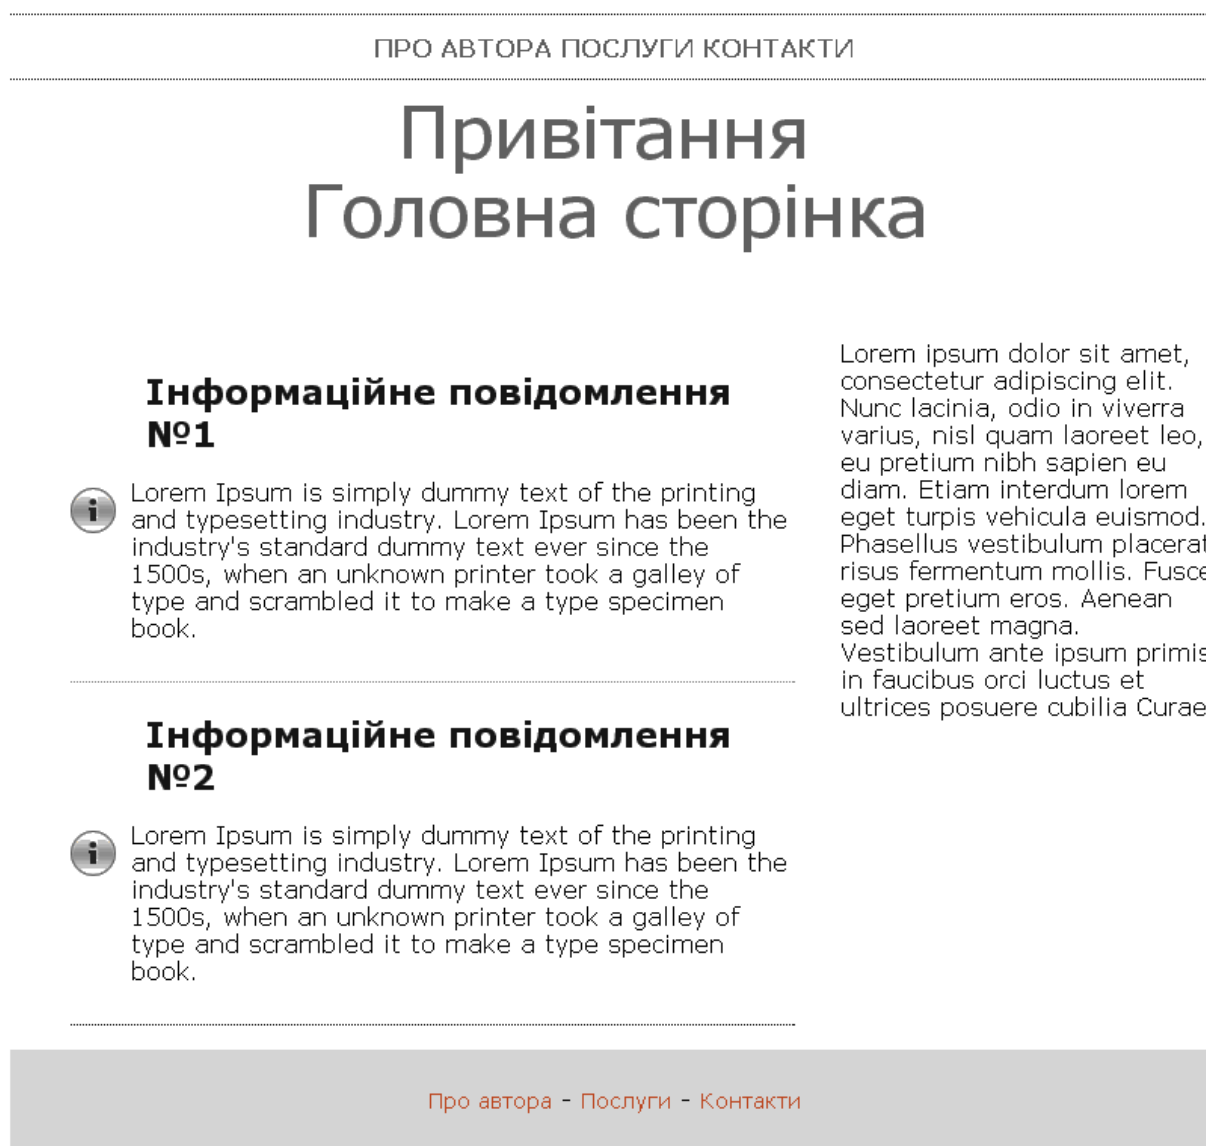 ПРО АВТОРА ПОСЛУГИ КОНТАКТИ
Привітання
Головна сторінка
Інформаційне повідомлення
№1
Lorem Ipsum is simply dummy text of the printing
and typesetting industry. Lorem Ipsum has been the
industry's standard dummy text ever since the
1500s, when an unknown printer took a galley of
type and scrambled it to make a type specimen
book.
Інформаційне повідомлення
№2
Lorem Ipsum is simply dummy text of the printing
and typesetting industry. Lorem Ipsum has been the
industry's standard dummy text ever since the
1500s, when an unknown printer took a galley of
type and scrambled it to make a type specimen
book.
Lorem ipsum dolor sit amet,
consectetur adipiscing elit.
Nunc lacinia, odio in viverra
varius, nisl quam laoreet leo,
eu pretium nibh sapien eu
diam. Etiam interdum lorem
eget turpis vehicula euismod.
Phasellus vestibulum placerat
risus fermentum mollis. Fusce
eget pretium eros. Aenean
sed laoreet magna.
Vestibulum ante ipsum primis
in faucibus orci luctus et
ultrices posuere cubilia Curae
Про автора - Послуги - Контакти